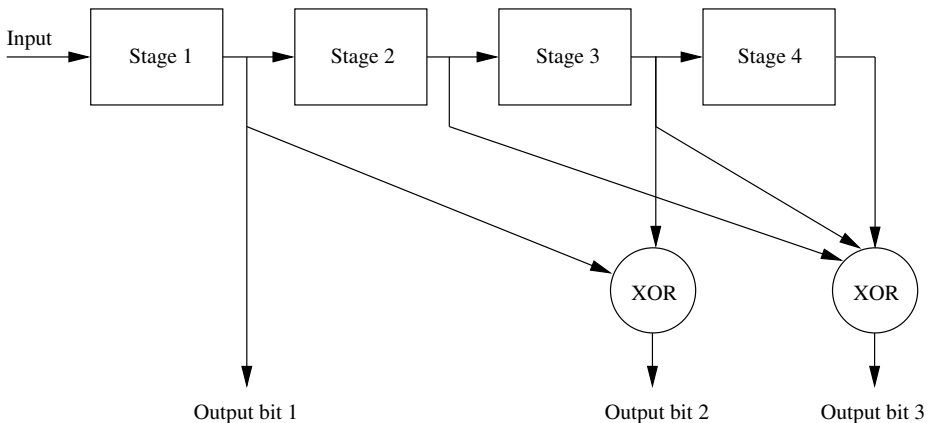 Input
Stage 1
Stage 2
Stage 3
Stage 4
XOR
XOR
Output bit 1
Output bit 2
Output bit 3